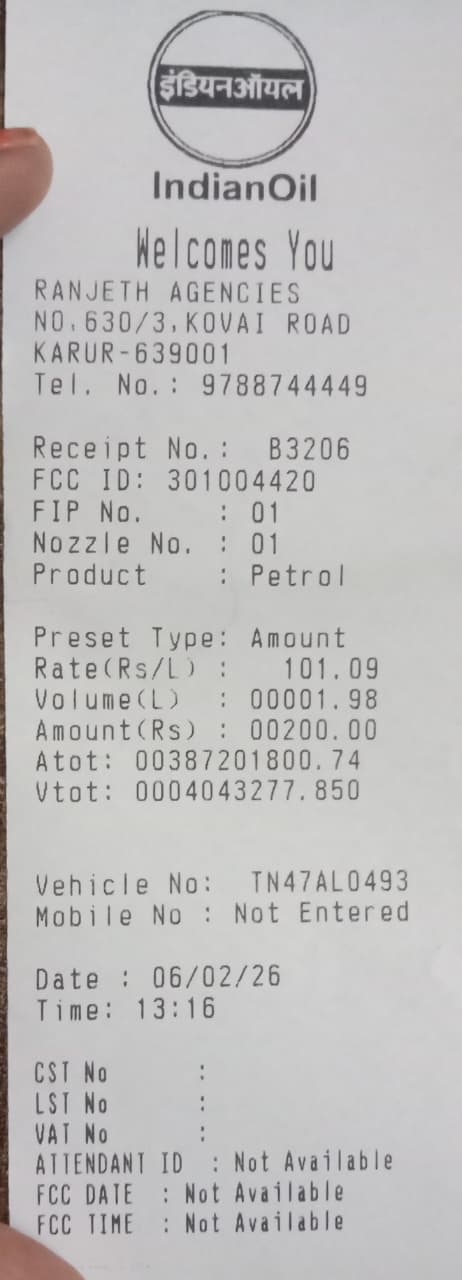 इंडियनऑयल
IndianOil
Welcomes You
RANJETH AGENCIES
NO.630/3,KOVAI ROAD
KARUR-639001
Tel. No.: 9788744449
Receipt No.: B3206
FCC ID: 301004420
FIP No. : 01
Nozzle No. : 01
Product : Petrol
Preset Type: Amount
Rate(Rs/L) : 101.09
Volume(L) : 00001.98
Amount(Rs) : 00200.00
Atot: 00387201800.74
Vtot: 0004043277.850
Vehicle No: TN47AL0493
Mobile No : Not Entered
Date : 06/02/26
Time: 13:16
CST No :
LST No :
VAT No :
ATTENDANT ID : Not Available
FCC DATE : Not Available
FCC TIME : Not Available